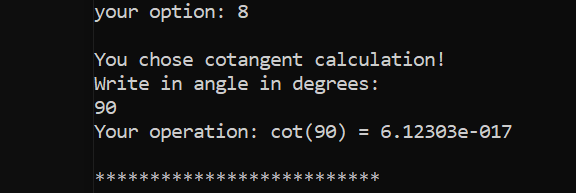 your option: 8
You chose cotangent calculation!
Write in angle in degrees:
90
Your operation: cot(90) = 6.12303e-017
**************************